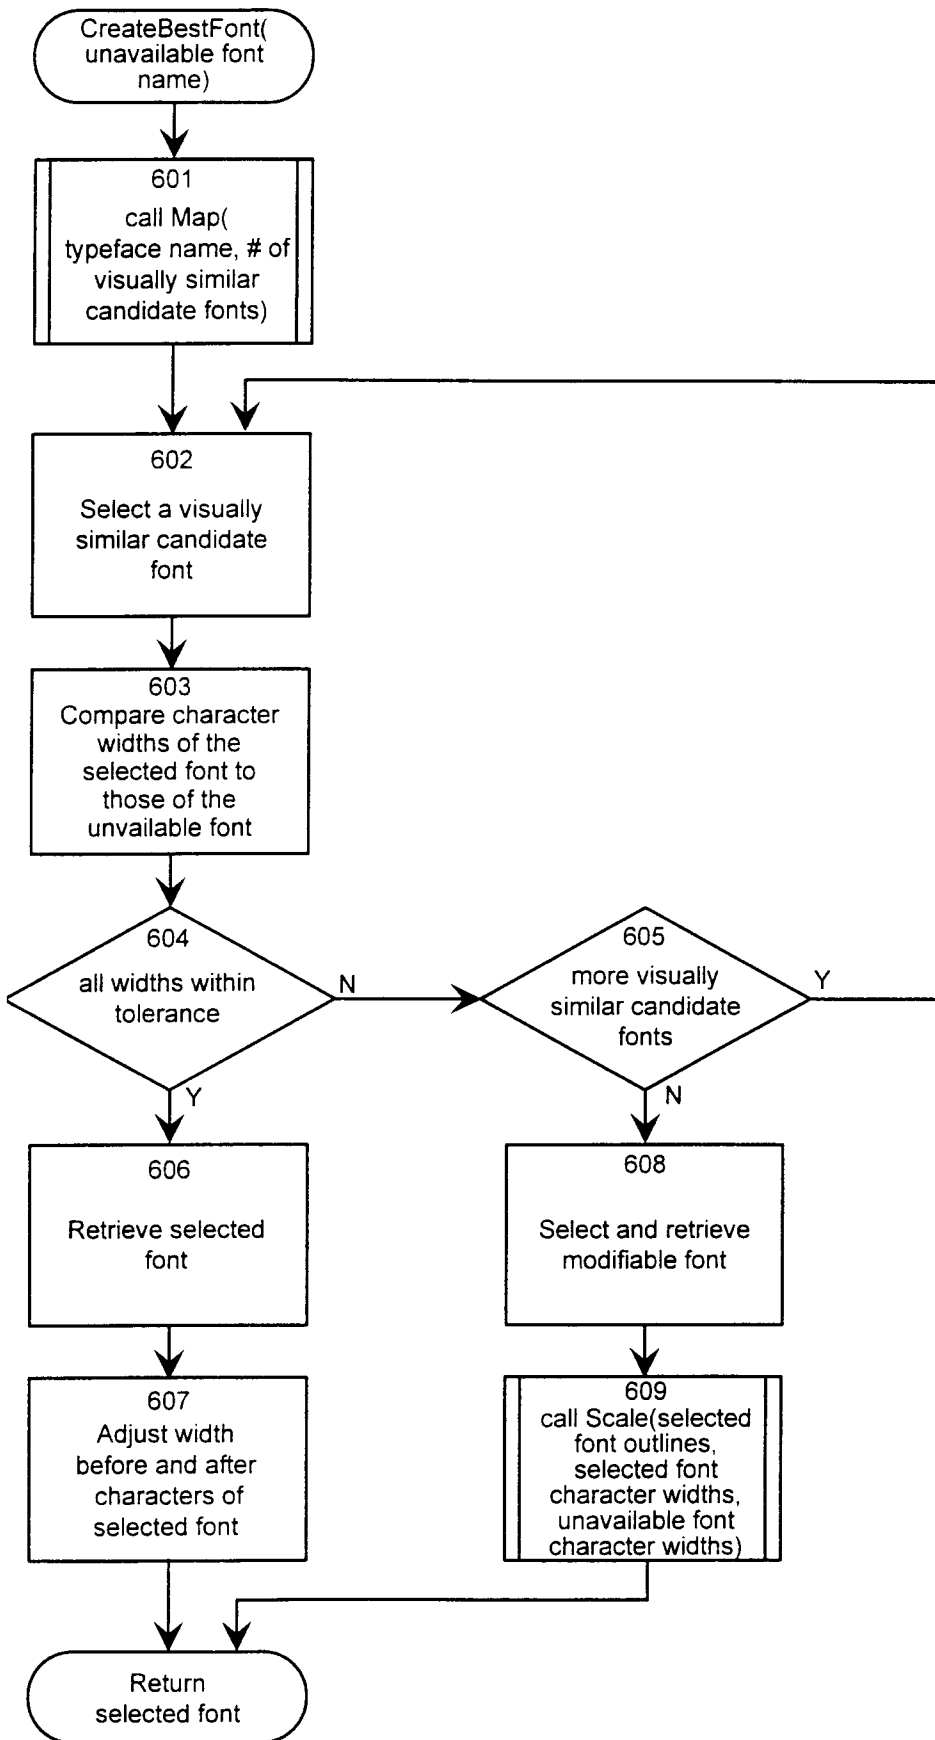 CreateBestFont(
unavailable font
name)
601
call Map(
typeface name, # of
visually similar
candidate fonts)
602
Select a visually
similar candidate
font
603
Compare character
widths of the
selected font to
those of the
unvailable font
604
all widths within
tolerance
N
Y
605
more visually
similar candidate
fonts
Y
N
606
Retrieve selected
font
608
Select and retrieve
modifiable font
607
Adjust width
before and after
characters of
selected font
609
call Scale(selected
font outlines,
selected font
character widths,
unavailable font
character widths)
Return
selected font